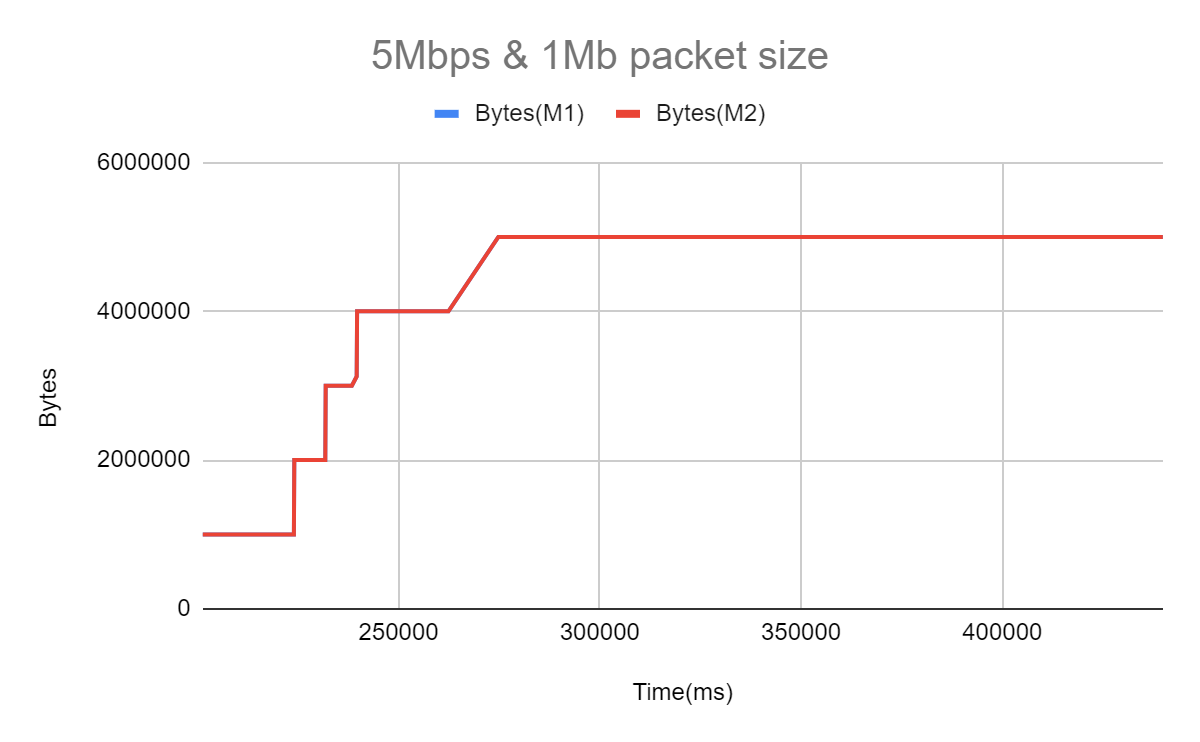 5Mbps & 1Mb packet size
Bytes(M1) Bytes(M2)
6000000
4000000
2000000
0
Bytes
250000 300000 350000 400000
Time(ms)